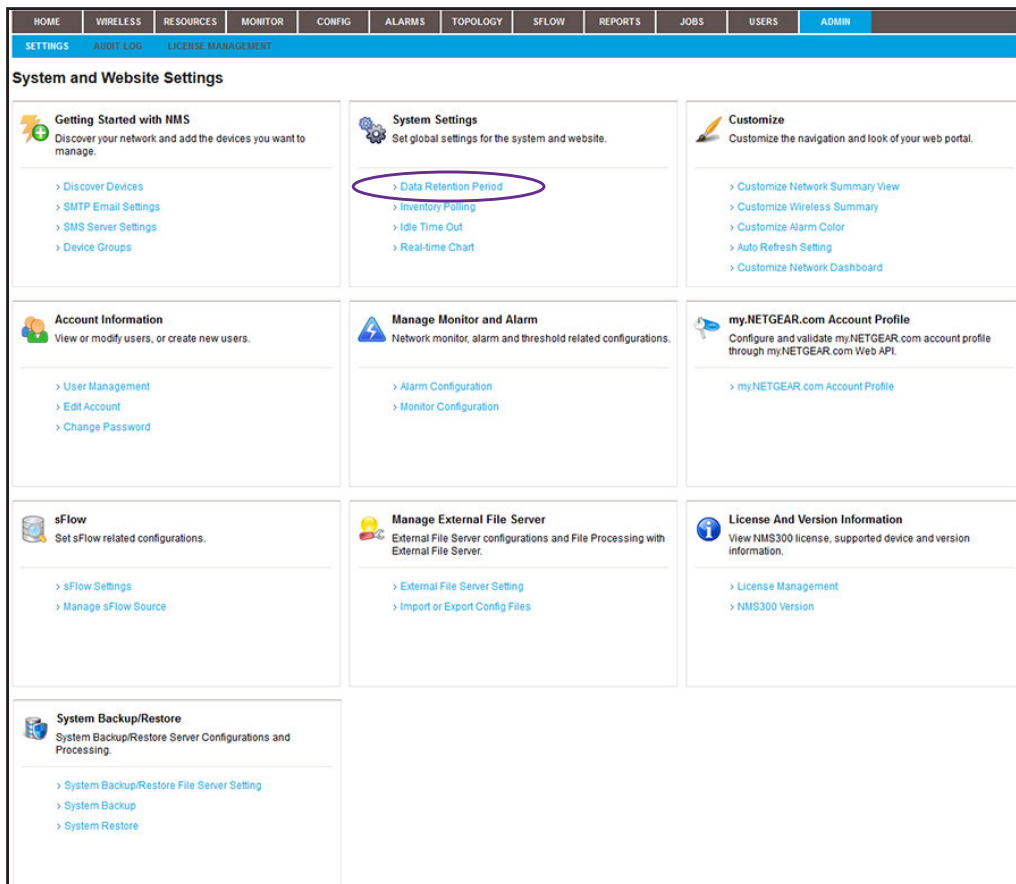 HOME WIRELESS RESOURCES MONITOR CONFIG ALARMS TOPOLOGY SFLOW REPORTS JOBS USERS ADMIN
SETTINGS AUDIT LOG LICENSE MANAGEMENT
System and Website Settings
Getting Started with NMS
Discover your network and add the devices you want to
manage.
> Discover Devices
> SMTP Email Settings
> SMS Server Settings
> Device Groups
System Settings
Set global settings for the system and website.
> Data Retention Period
> Inventory Polling
> Idle Time Out
> Real-time Chart
Customize
Customize the navigation and look of your web portal.
> Customize Network Summary View
> Customize Wireless Summary
> Customize Alarm Color
> Auto Refresh Setting
> Customize Network Dashboard
Account Information
View or modify users, or create new users.
> User Management
> Edit Account
> Change Password
Manage Monitor and Alarm
Network monitor, alarm and threshold related configurations.
> Alarm Configuration
> Monitor Configuration
my.NETGEAR.com Account Profile
Configure and validate my.NETGEAR.com account profile
through my.NETGEAR.com Web API.
> my.NETGEAR.com Account Profile
sFlow
Set sFlow related configurations.
> sFlow Settings
> Manage sFlow Source
Manage External File Server
External File Server configurations and File Processing with
External File Server.
> External File Server Setting
> Import or Export Config Files
License And Version Information
View NMS300 license, supported device and version
information.
> License Management
> NMS300 Version
System Backup/Restore
System Backup/Restore Server Configurations and
Processing.
> System Backup/Restore File Server Setting
> System Backup
> System Restore